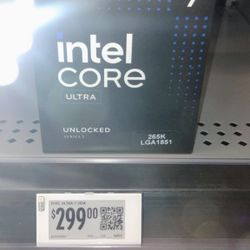 intel
CORE
ULTRA
UNLOCKED
265K
LGA1851
$299.00